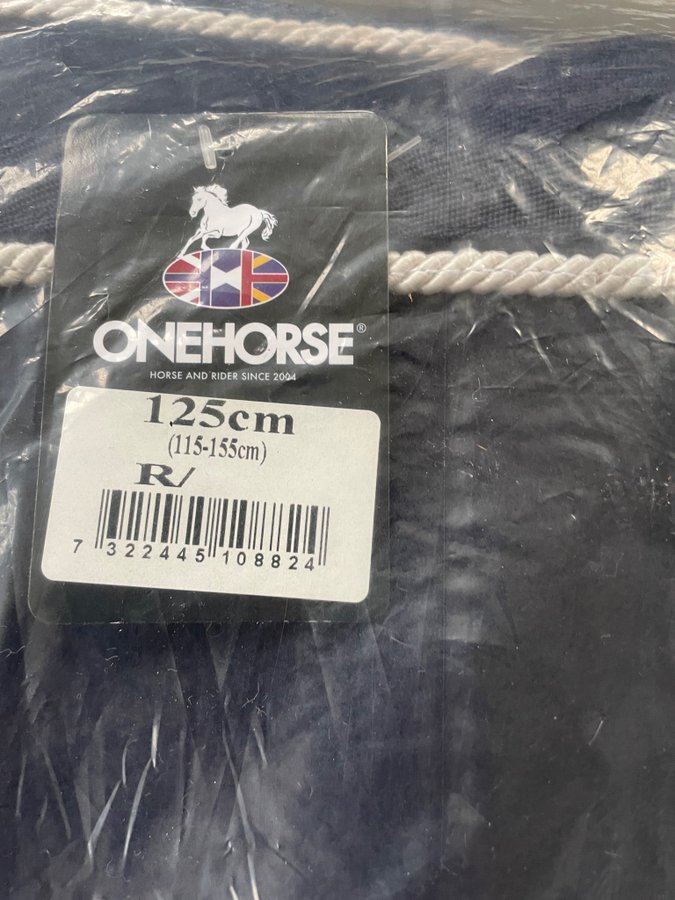 ONEHORSE®
HORSE AND RIDER SINCE 2004
125cm
(115-155cm)
R/
7 322445 108824